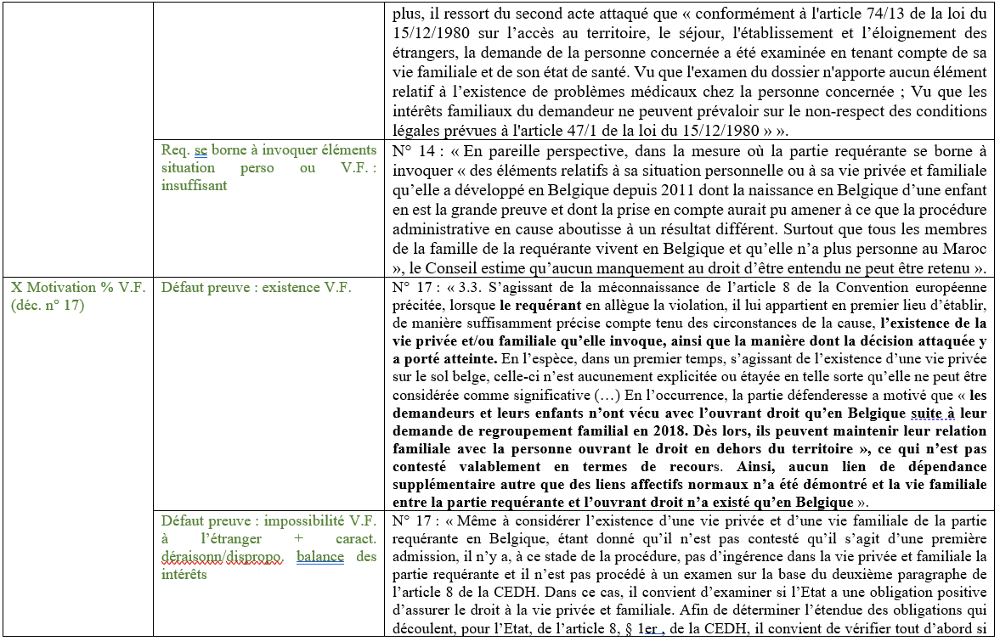 plus, il ressort du second acte attaqué que « conformément à l'article 74/13 de la loi du
15/12/1980 sur l’accès au territoire, le séjour, l'établissement et l’éloignement des
étrangers, la demande de la personne concernée a été examinée en tenant compte de sa
vie familiale et de son état de santé. Vu que l'examen du dossier n'apporte aucun élément
relatif à l’existence de problèmes médicaux chez la personne concernée ; Vu que les
intérêts familiaux du demandeur ne peuvent prévaloir sur le non-respect des conditions
légales prévues à l'article 47/1 de la loi du 15/12/1980 » ».
Req. se borne à invoquer éléments
situation perso ou V.F. :
insuffisant
N° 14 : « En pareille perspective, dans la mesure où la partie requérante se borne à
invoquer « des éléments relatifs à sa situation personnelle ou à sa vie privée et familiale
qu’elle a développé en Belgique depuis 2011 dont la naissance en Belgique d’une enfant
en est la grande preuve et dont la prise en compte aurait pu amener à ce que la procédure
administrative en cause aboutisse à un résultat différent. Surtout que tous les membres
de la famille de la requérante vivent en Belgique et qu’elle n’a plus personne au Maroc
», le Conseil estime qu’aucun manquement au droit d’être entendu ne peut être retenu ».
X Motivation % V.F.
(déc. n° 17)
Défaut preuve : existence V.F.
N° 17 : « 3.3. S’agissant de la méconnaissance de l’article 8 de la Convention européenne
précitée, lorsque le requérant en allègue la violation, il lui appartient en premier lieu d’établir,
de manière suffisamment précise compte tenu des circonstances de la cause, l’existence de la
vie privée et/ou familiale qu’elle invoque, ainsi que la manière dont la décision attaquée y
a porté atteinte. En l’espèce, dans un premier temps, s’agissant de l’existence d’une vie privée
sur le sol belge, celle-ci n’est aucunement explicitée ou étayée en telle sorte qu’elle ne peut être
considérée comme significative (…) En l’occurrence, la partie défenderesse a motivé que « les
demandeurs et leurs enfants n’ont vécu avec l’ouvrant droit qu’en Belgique suite à leur
demande de regroupement familial en 2018. Dès lors, ils peuvent maintenir leur relation
familiale avec la personne ouvrant le droit en dehors du territoire », ce qui n’est pas
contesté valablement en termes de recours. Ainsi, aucun lien de dépendance
supplémentaire autre que des liens affectifs normaux n’a été démontré et la vie familiale
entre la partie requérante et l’ouvrant droit n’a existé qu’en Belgique ».
Défaut preuve : impossibilité V.F.
à l’étranger + caract.
déraisonn/dispropo. balance des
intérêts
N° 17 : « Même à considérer l’existence d’une vie privée et d’une vie familiale de la partie
requérante en Belgique, étant donné qu’il n’est pas contesté qu’il s’agit d’une première
admission, il n’y a, à ce stade de la procédure, pas d’ingérence dans la vie privée et familiale la
partie requérante et il n’est pas procédé à un examen sur la base du deuxième paragraphe de
l’article 8 de la CEDH. Dans ce cas, il convient d’examiner si l’Etat a une obligation positive
d’assurer le droit à la vie privée et familiale. Afin de déterminer l’étendue des obligations qui
découlent, pour l’Etat, de l’article 8, § 1er , de la CEDH, il convient de vérifier tout d’abord si